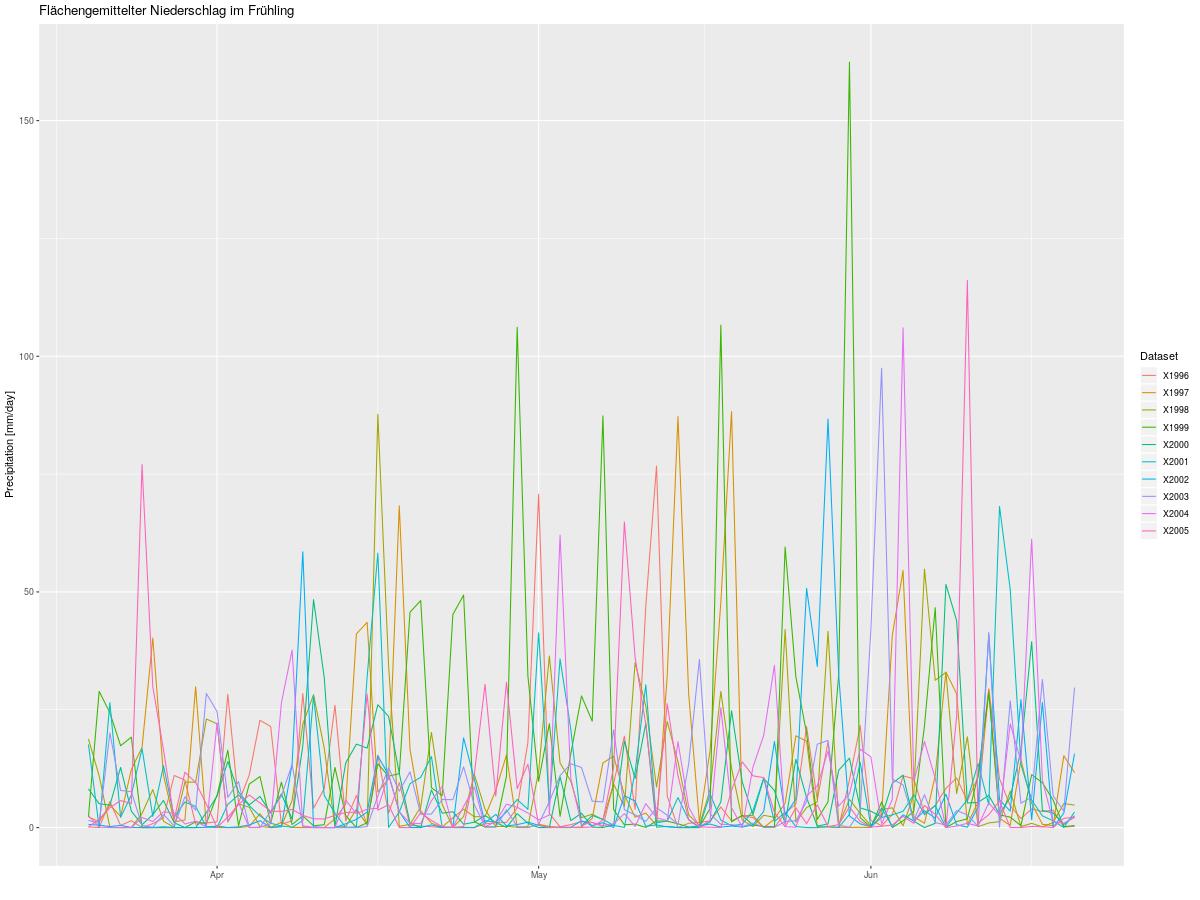 Flächengemittelter Niederschlag im Frühling
Precipitation [mm/day]
150
100
50
0
Apr
May
Jun
Dataset
X1996
X1997
X1998
X1999
X2000
X2001
X2002
X2003
X2004
X2005